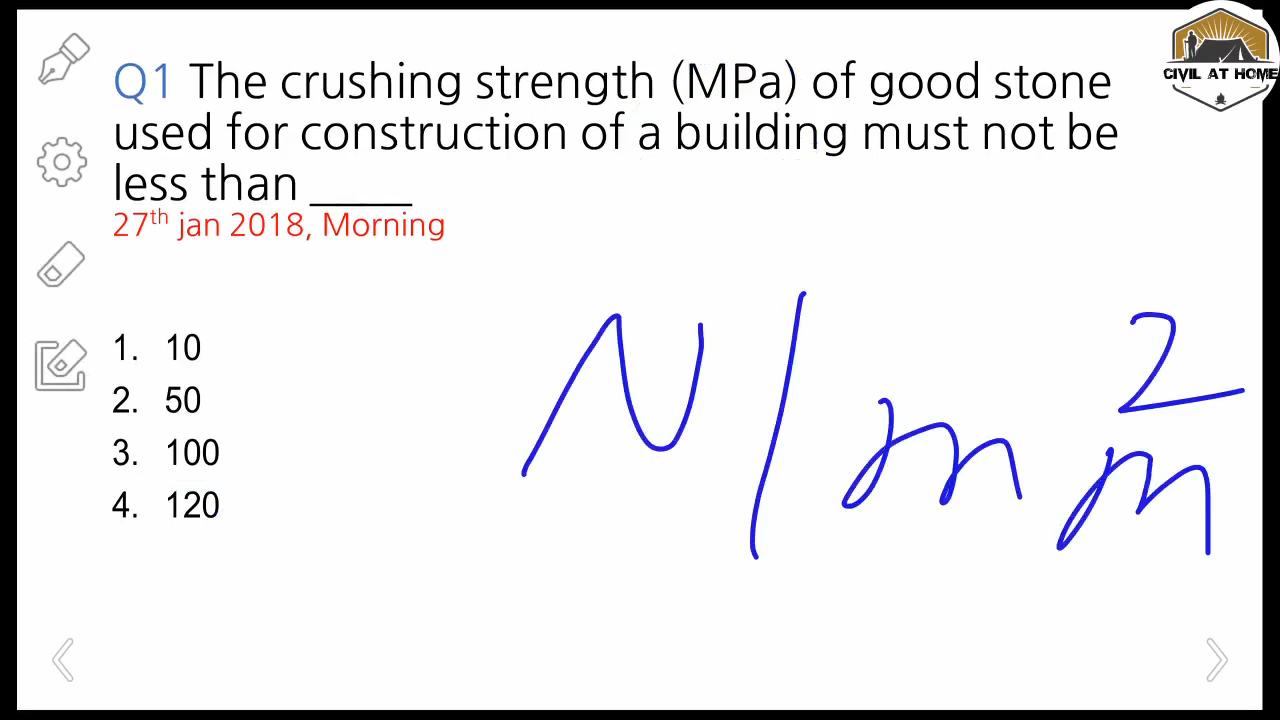 CIVIL AT HOME
Q1 The crushing strength (MPa) of good stone
used for construction of a building must not be
less than _____
27th jan 2018, Morning
1. 10
2. 50
3. 100
4. 120
N/mm²